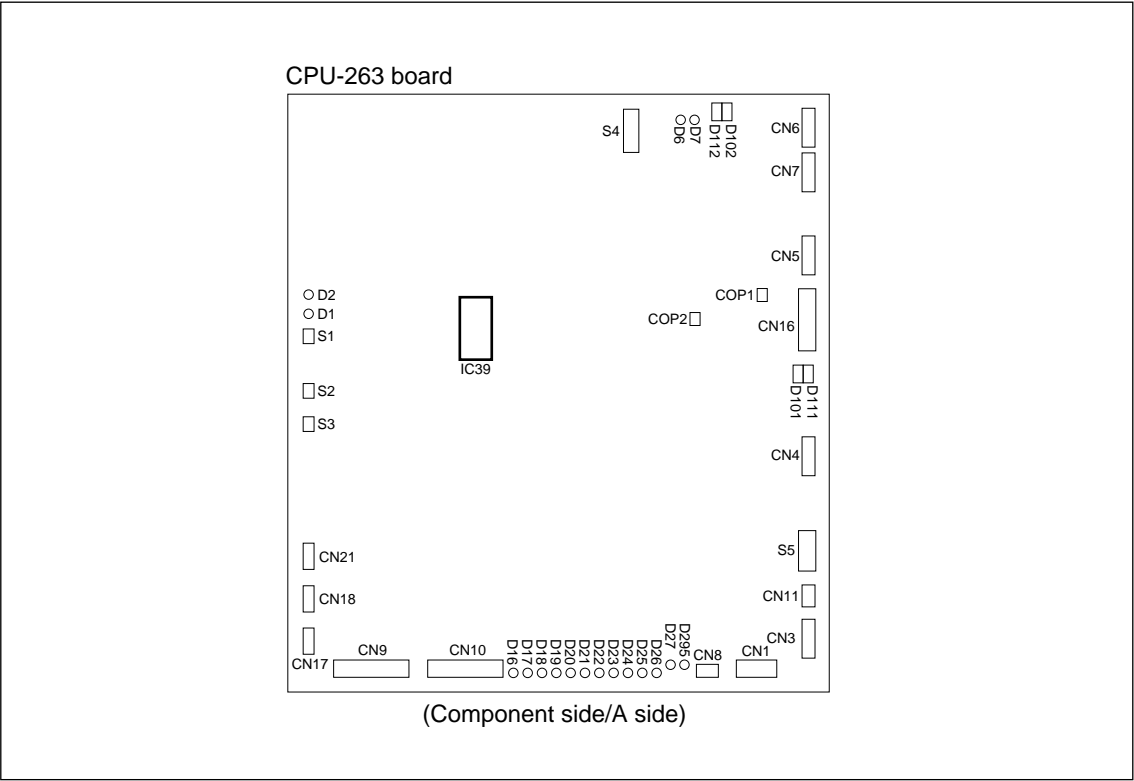 CPU-263 board
S4
D6
D7
D112
D102
CN6
CN7
CN5
D2
D1
S1
COP1
COP2
CN16
IC39
S2
S3
D101
D111
CN4
CN21
S5
CN18
CN11
CN17
CN9
CN10
D16
D17
D18
D19
D20
D21
D22
D23
D24
D25
D26
D27
D295
CN8
CN1
CN3
(Component side/A side)